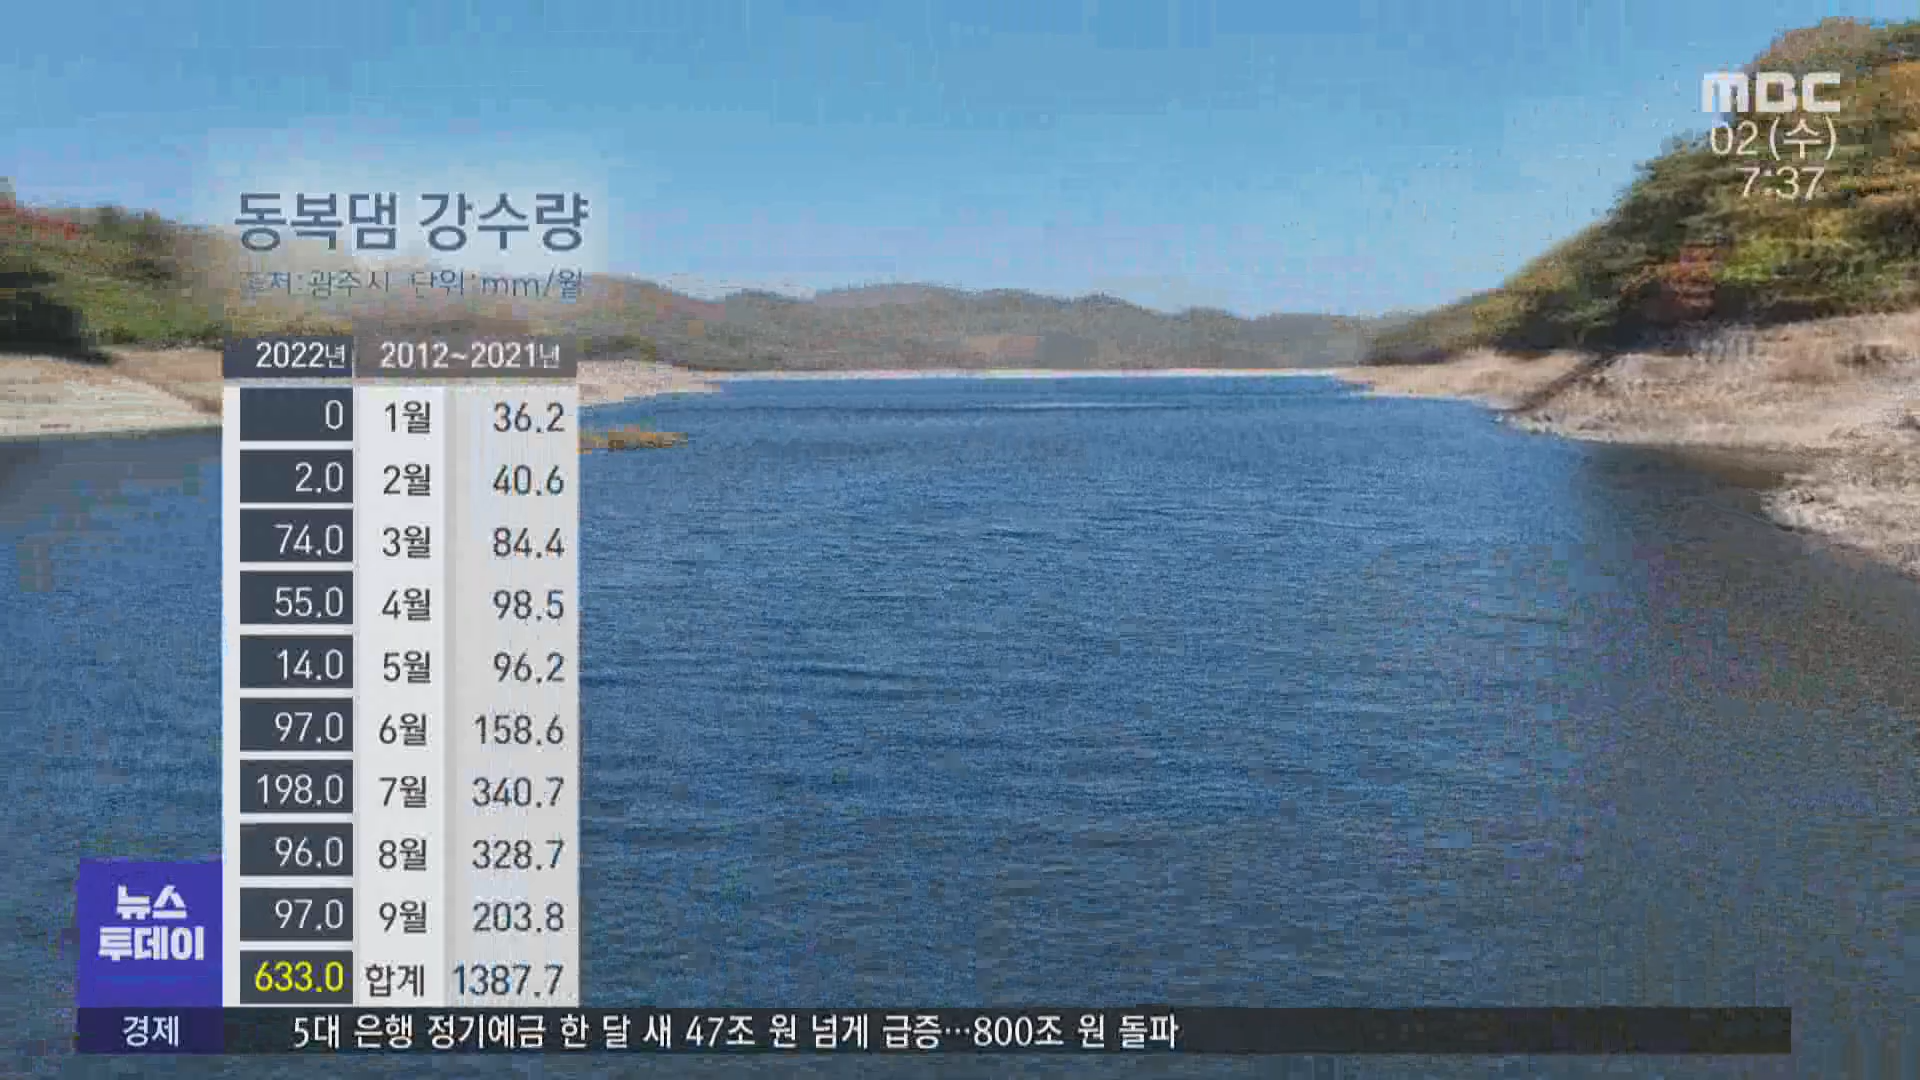 MBC
02 (수)
7:37
동복댐 강수량
출처:광주시 단위:mm/월
2022년 2012~2021년
0 1월 36.2
2.0 2월 40.6
74.0 3월 84.4
55.0 4월 98.5
14.0 5월 96.2
97.0 6월 158.6
198.0 7월 340.7
96.0 8월 328.7
97.0 9월 203.8
633.0 합계 1387.7
뉴스
투데이
경제 5대 은행 정기예금 한 달 새 47조 원 넘게 급증…800조 원 돌파